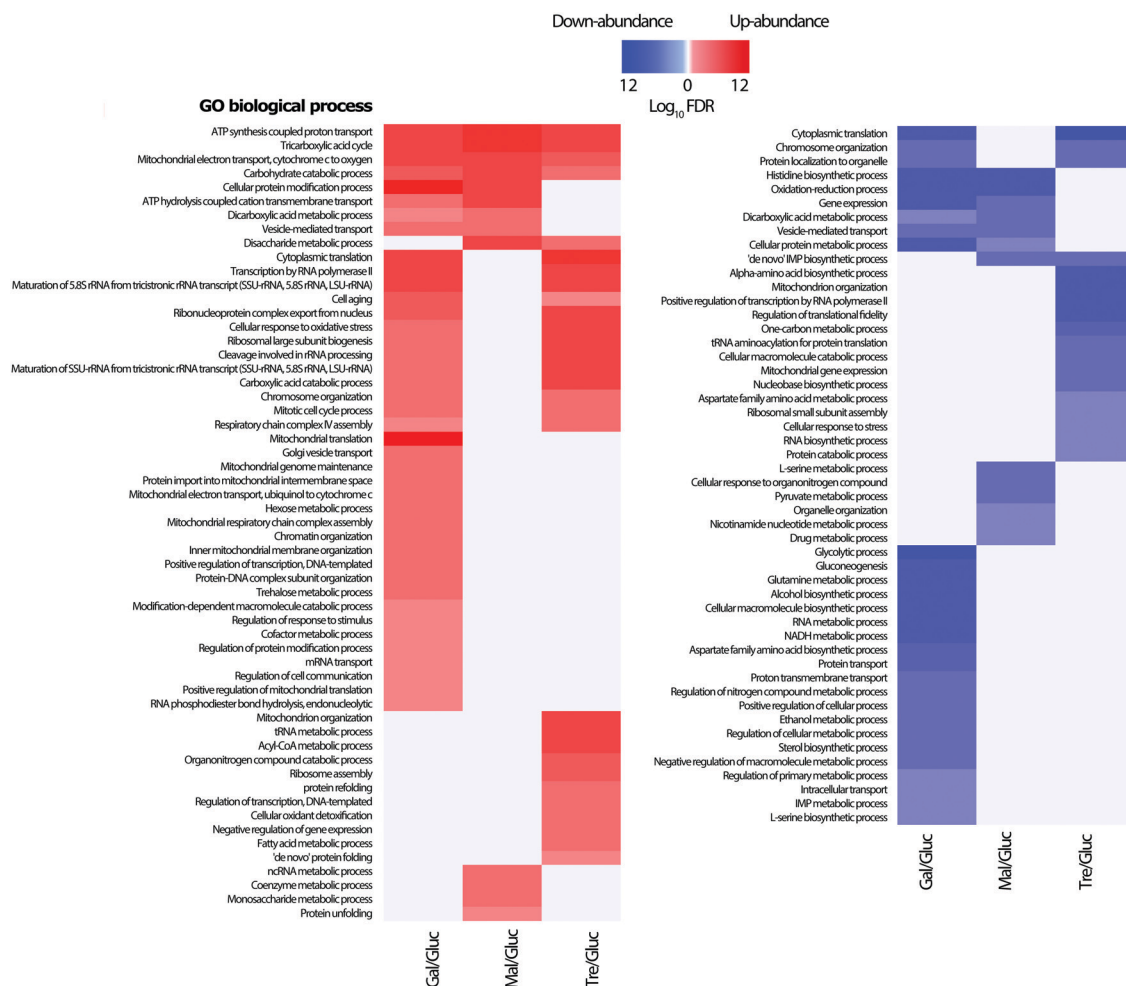 Down-abundance Up-abundance
12 0 12
Log10 FDR
GO biological process
ATP synthesis coupled proton transport
Tricarboxylic acid cycle
Mitochondrial electron transport, cytochrome c to oxygen
Carbohydrate catabolic process
Cellular protein modification process
ATP hydrolysis coupled cation transmembrane transport
Dicarboxylic acid metabolic process
Vesicle-mediated transport
Disaccharide metabolic process
Cytoplasmic translation
Transcription by RNA polymerase II
Maturation of 5.8S rRNA from tricistronic rRNA transcript (SSU-rRNA, 5.8S rRNA, LSU-rRNA)
Cell aging
Ribonucleoprotein complex export from nucleus
Cellular response to oxidative stress
Ribosomal large subunit biogenesis
Cleavage involved in rRNA processing
Maturation of SSU-rRNA from tricistronic rRNA transcript (SSU-rRNA, 5.8S rRNA, LSU-rRNA)
Carboxylic acid catabolic process
Chromosome organization
Mitotic cell cycle process
Respiratory chain complex IV assembly
Mitochondrial translation
Golgi vesicle transport
Mitochondrial genome maintenance
Protein import into mitochondrial intermembrane space
Mitochondrial electron transport, ubiquinol to cytochrome c
Hexose metabolic process
Mitochondrial respiratory chain complex assembly
Chromatin organization
Inner mitochondrial membrane organization
Positive regulation of transcription, DNA-templated
Protein-DNA complex subunit organization
Trehalose metabolic process
Modification-dependent macromolecule catabolic process
Regulation of response to stimulus
Cofactor metabolic process
Regulation of protein modification process
mRNA transport
Regulation of cell communication
Positive regulation of mitochondrial translation
RNA phosphodiester bond hydrolysis, endonucleolytic
Mitochondrion organization
tRNA metabolic process
Acyl-CoA metabolic process
Organonitrogen compound catabolic process
Ribosome assembly
protein refolding
Regulation of transcription, DNA-templated
Cellular oxidant detoxification
Negative regulation of gene expression
Fatty acid metabolic process
'de novo' protein folding
ncRNA metabolic process
Coenzyme metabolic process
Monosaccharide metabolic process
Protein unfolding
Gal/Gluc
Mal/Gluc
Tre/Gluc
Cytoplasmic translation
Chromosome organization
Protein localization to organelle
Histidine biosynthetic process
Oxidation-reduction process
Gene expression
Dicarboxylic acid metabolic process
Vesicle-mediated transport
Cellular protein metabolic process
'de novo' IMP biosynthetic process
Alpha-amino acid biosynthetic process
Mitochondrion organization
Positive regulation of transcription by RNA polymerase II
Regulation of translational fidelity
One-carbon metabolic process
tRNA aminoacylation for protein translation
Cellular macromolecule catabolic process
Mitochondrial gene expression
Nucleobase biosynthetic process
Aspartate family amino acid metabolic process
Ribosomal small subunit assembly
Cellular response to stress
RNA biosynthetic process
Protein catabolic process
L-serine metabolic process
Cellular response to organonitrogen compound
Pyruvate metabolic process
Organelle organization
Nicotinamide nucleotide metabolic process
Drug metabolic process
Glycolytic process
Gluconeogenesis
Glutamine metabolic process
Alcohol biosynthetic process
Cellular macromolecule biosynthetic process
RNA metabolic process
NADH metabolic process
Aspartate family amino acid biosynthetic process
Protein transport
Proton transmembrane transport
Regulation of nitrogen compound metabolic process
Positive regulation of cellular process
Ethanol metabolic process
Regulation of cellular metabolic process
Sterol biosynthetic process
Negative regulation of macromolecule metabolic process
Regulation of primary metabolic process
Intracellular transport
IMP metabolic process
L-serine biosynthetic process
Gal/Gluc
Mal/Gluc
Tre/Gluc